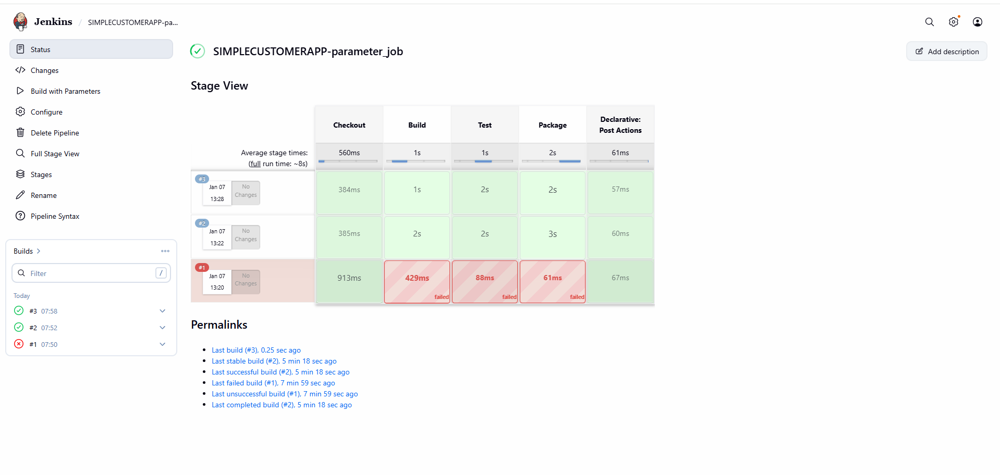 Jenkins / SIMPLECUSTOMERAPP-pa...
Status
Changes
Build with Parameters
Configure
Delete Pipeline
Full Stage View
Stages
Rename
Pipeline Syntax
Builds
Filter /
Today
#3 07:58
#2 07:52
#1 07:50
SIMPLECUSTOMERAPP-parameter_job
Add description
Stage View
Checkout Build Test Package Declarative: Post Actions
Average stage times: 560ms 1s 1s 2s 61ms
(full run time: ~8s)
#3
Jan 07 13:28 No Changes 384ms 1s 2s 2s 57ms
#2
Jan 07 13:22 No Changes 385ms 2s 2s 3s 60ms
#1
Jan 07 13:20 No Changes 913ms 429ms 88ms 61ms 67ms
failed failed failed
Permalinks
Last build (#3), 0.25 sec ago
Last stable build (#2), 5 min 18 sec ago
Last successful build (#2), 5 min 18 sec ago
Last failed build (#1), 7 min 59 sec ago
Last unsuccessful build (#1), 7 min 59 sec ago
Last completed build (#2), 5 min 18 sec ago